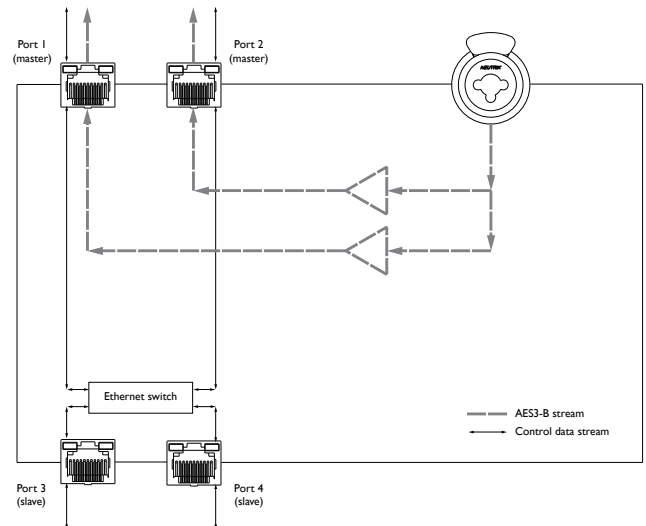 Port 1
(master)
Port 2
(master)
NEUTRIK
Ethernet switch
AES3-B stream
Control data stream
Port 3
(slave)
Port 4
(slave)